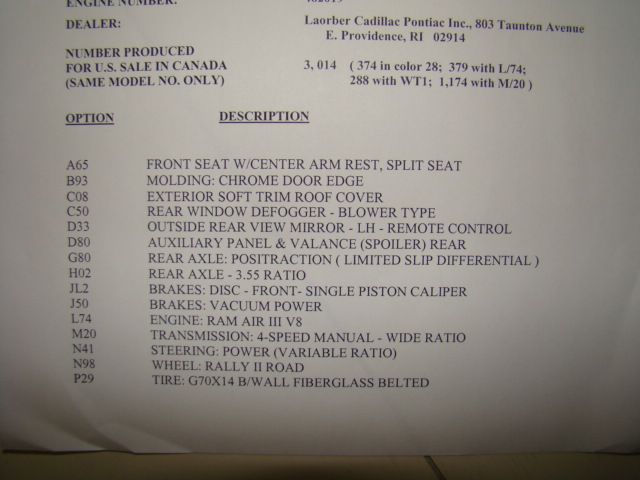 ENGINE NUMBER:
DEALER: Laorber Cadillac Pontiac Inc., 803 Taunton Avenue
E. Providence, RI 02914
NUMBER PRODUCED
FOR U.S. SALE IN CANADA 3, 014 ( 374 in color 28; 379 with L/74;
(SAME MODEL NO. ONLY) 288 with WT1; 1,174 with M/20 )
OPTION DESCRIPTION
A65 FRONT SEAT W/CENTER ARM REST, SPLIT SEAT
B93 MOLDING: CHROME DOOR EDGE
C08 EXTERIOR SOFT TRIM ROOF COVER
C50 REAR WINDOW DEFOGGER - BLOWER TYPE
D33 OUTSIDE REAR VIEW MIRROR - LH - REMOTE CONTROL
D80 AUXILIARY PANEL & VALANCE (SPOILER) REAR
G80 REAR AXLE: POSITRACTION ( LIMITED SLIP DIFFERENTIAL )
H02 REAR AXLE - 3.55 RATIO
JL2 BRAKES: DISC - FRONT- SINGLE PISTON CALIPER
J50 BRAKES: VACUUM POWER
L74 ENGINE: RAM AIR III V8
M20 TRANSMISSION: 4-SPEED MANUAL - WIDE RATIO
N41 STEERING: POWER (VARIABLE RATIO)
N98 WHEEL: RALLY II ROAD
P29 TIRE: G70X14 B/WALL FIBERGLASS BELTED